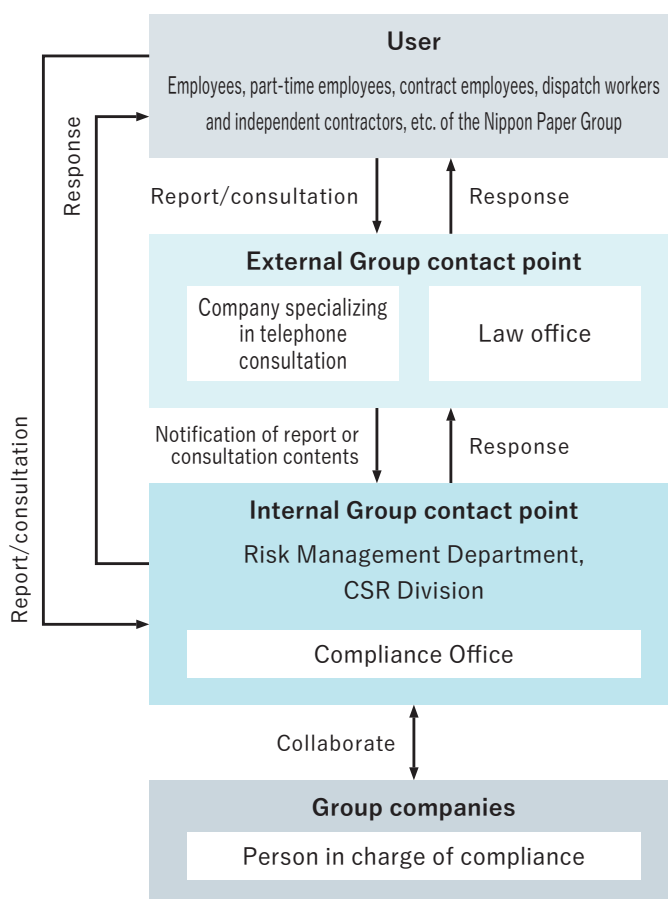 User
Employees, part-time employees, contract employees, dispatch workers
and independent contractors, etc. of the Nippon Paper Group
Response
Report/consultation
Report/consultation
Response
External Group contact point
Company specializing
in telephone
consultation
Law office
Notification of report or
consultation contents
Response
Internal Group contact point
Risk Management Department,
CSR Division
Compliance Office
Collaborate
Group companies
Person in charge of compliance